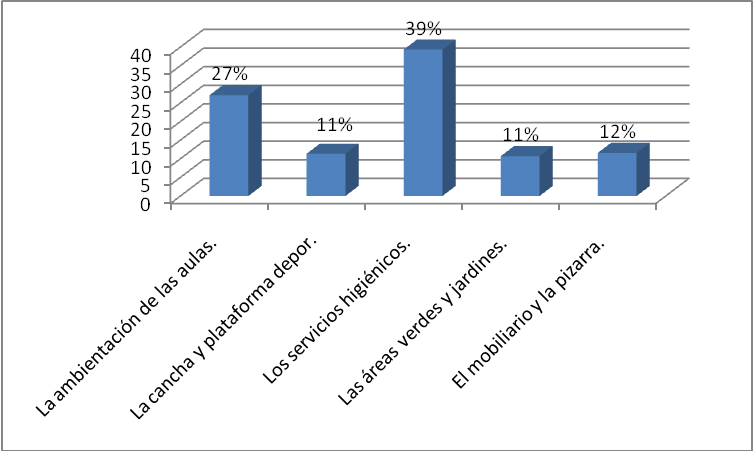 40
35
30
25
20
15
10
5
0
27%
11%
39%
11%
12%
La ambientación de las aulas.
La cancha y plataforma depor.
Los servicios higiénicos.
Las áreas verdes y jardines.
El mobiliario y la pizarra.